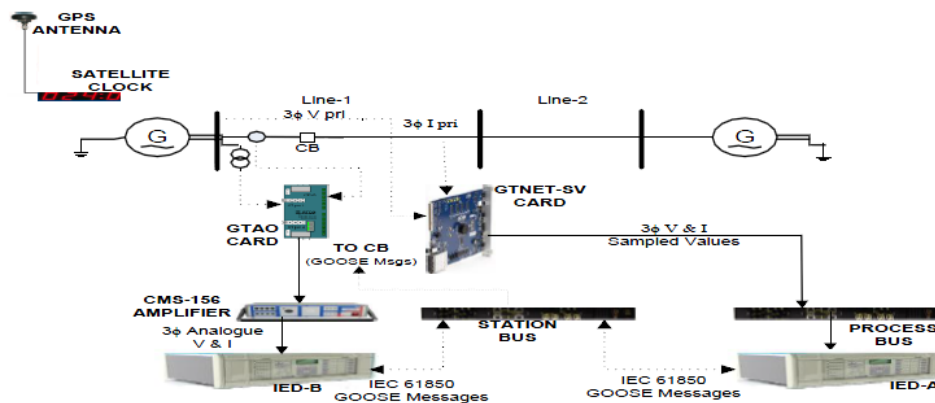 GPS
ANTENNA
SATELLITE
CLOCK
Line-1
Line-2
3ϕ V pri
3ϕ I pri
G
CB
G
GTAO
CARD
GTNET-SV
CARD
TO CB
(GOOSE Msgs)
3ϕ V & I
Sampled Values
CMS-156
AMPLIFIER
STATION
BUS
PROCESS
BUS
3ϕ Analogue
V & I
IED-B
IEC 61850
GOOSE Messages
IEC 61850
GOOSE Messages
IED-A